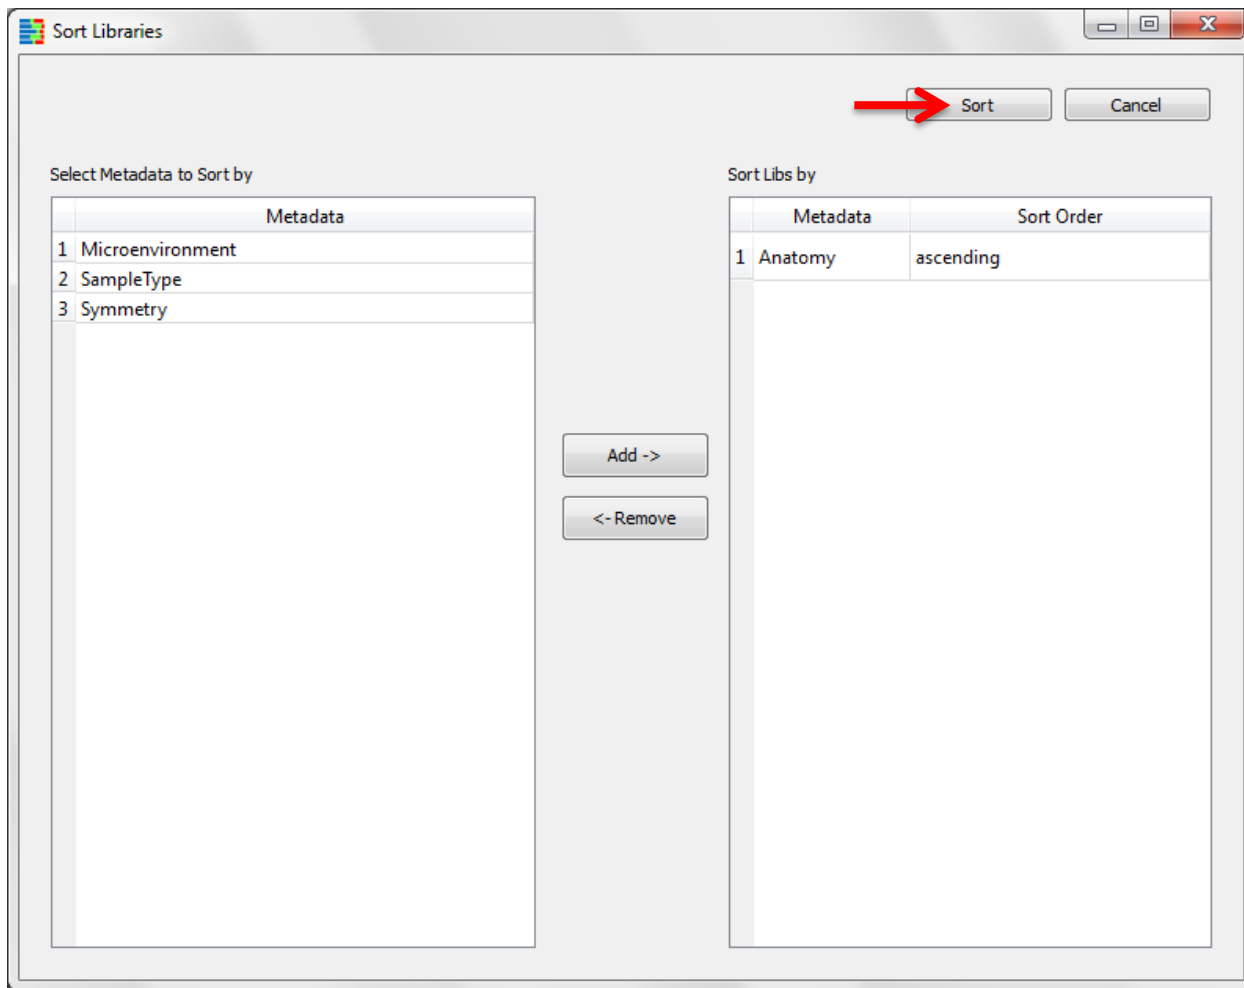 Sort Libraries
Sort Cancel
Select Metadata to Sort by
Sort Libs by
Metadata
1 Microenvironment
2 SampleType
3 Symmetry
Add ->
<- Remove
Metadata Sort Order
1 Anatomy ascending